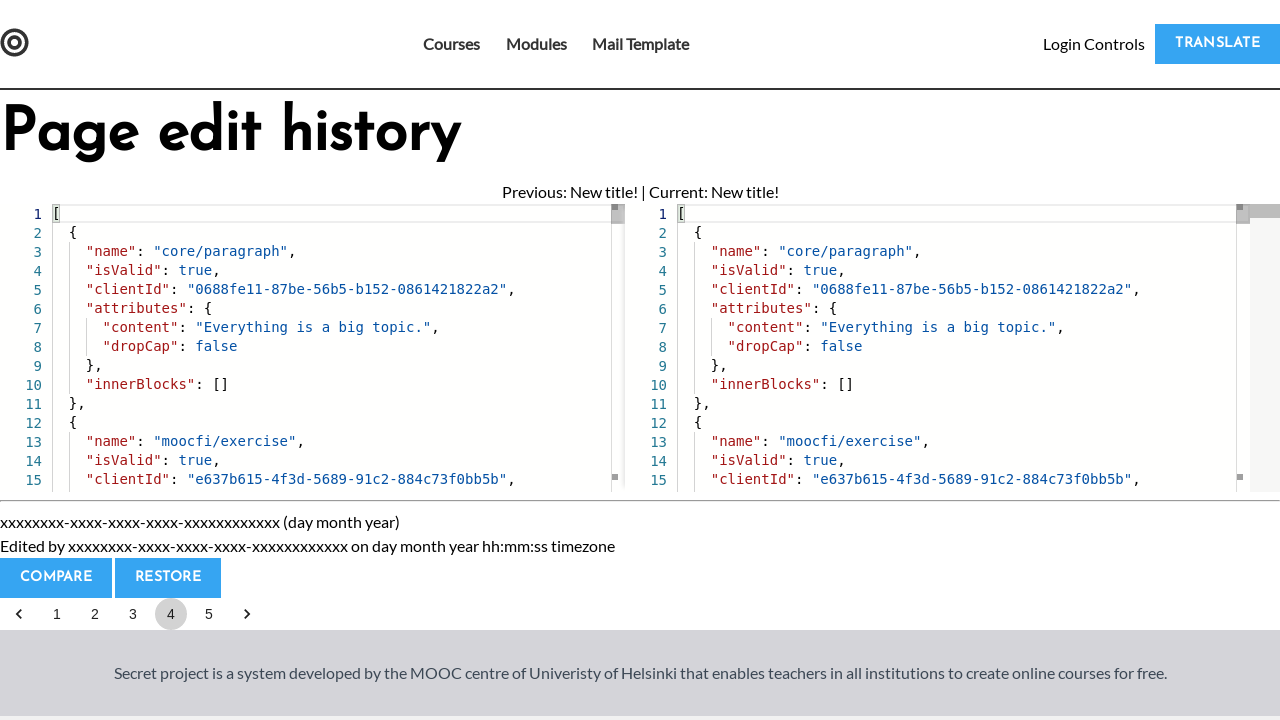 Courses Modules Mail Template Login Controls TRANSLATE
Page edit history
Previous: New title! | Current: New title!
1 [
2 {
3 "name": "core/paragraph",
4 "isValid": true,
5 "clientId": "0688fe11-87be-56b5-b152-0861421822a2",
6 "attributes": {
7 "content": "Everything is a big topic.",
8 "dropCap": false
9 },
10 "innerBlocks": []
11 },
12 {
13 "name": "moocfi/exercise",
14 "isValid": true,
15 "clientId": "e637b615-4f3d-5689-91c2-884c73f0bb5b",
1 [
2 {
3 "name": "core/paragraph",
4 "isValid": true,
5 "clientId": "0688fe11-87be-56b5-b152-0861421822a2",
6 "attributes": {
7 "content": "Everything is a big topic.",
8 "dropCap": false
9 },
10 "innerBlocks": []
11 },
12 {
13 "name": "moocfi/exercise",
14 "isValid": true,
15 "clientId": "e637b615-4f3d-5689-91c2-884c73f0bb5b",
xxxxxxxx-xxxx-xxxx-xxxx-xxxxxxxxxxxx (day month year)
Edited by xxxxxxxx-xxxx-xxxx-xxxx-xxxxxxxxxxxx on day month year hh:mm:ss timezone
COMPARE RESTORE
1 2 3 4 5
Secret project is a system developed by the MOOC centre of Univeristy of Helsinki that enables teachers in all institutions to create online courses for free.